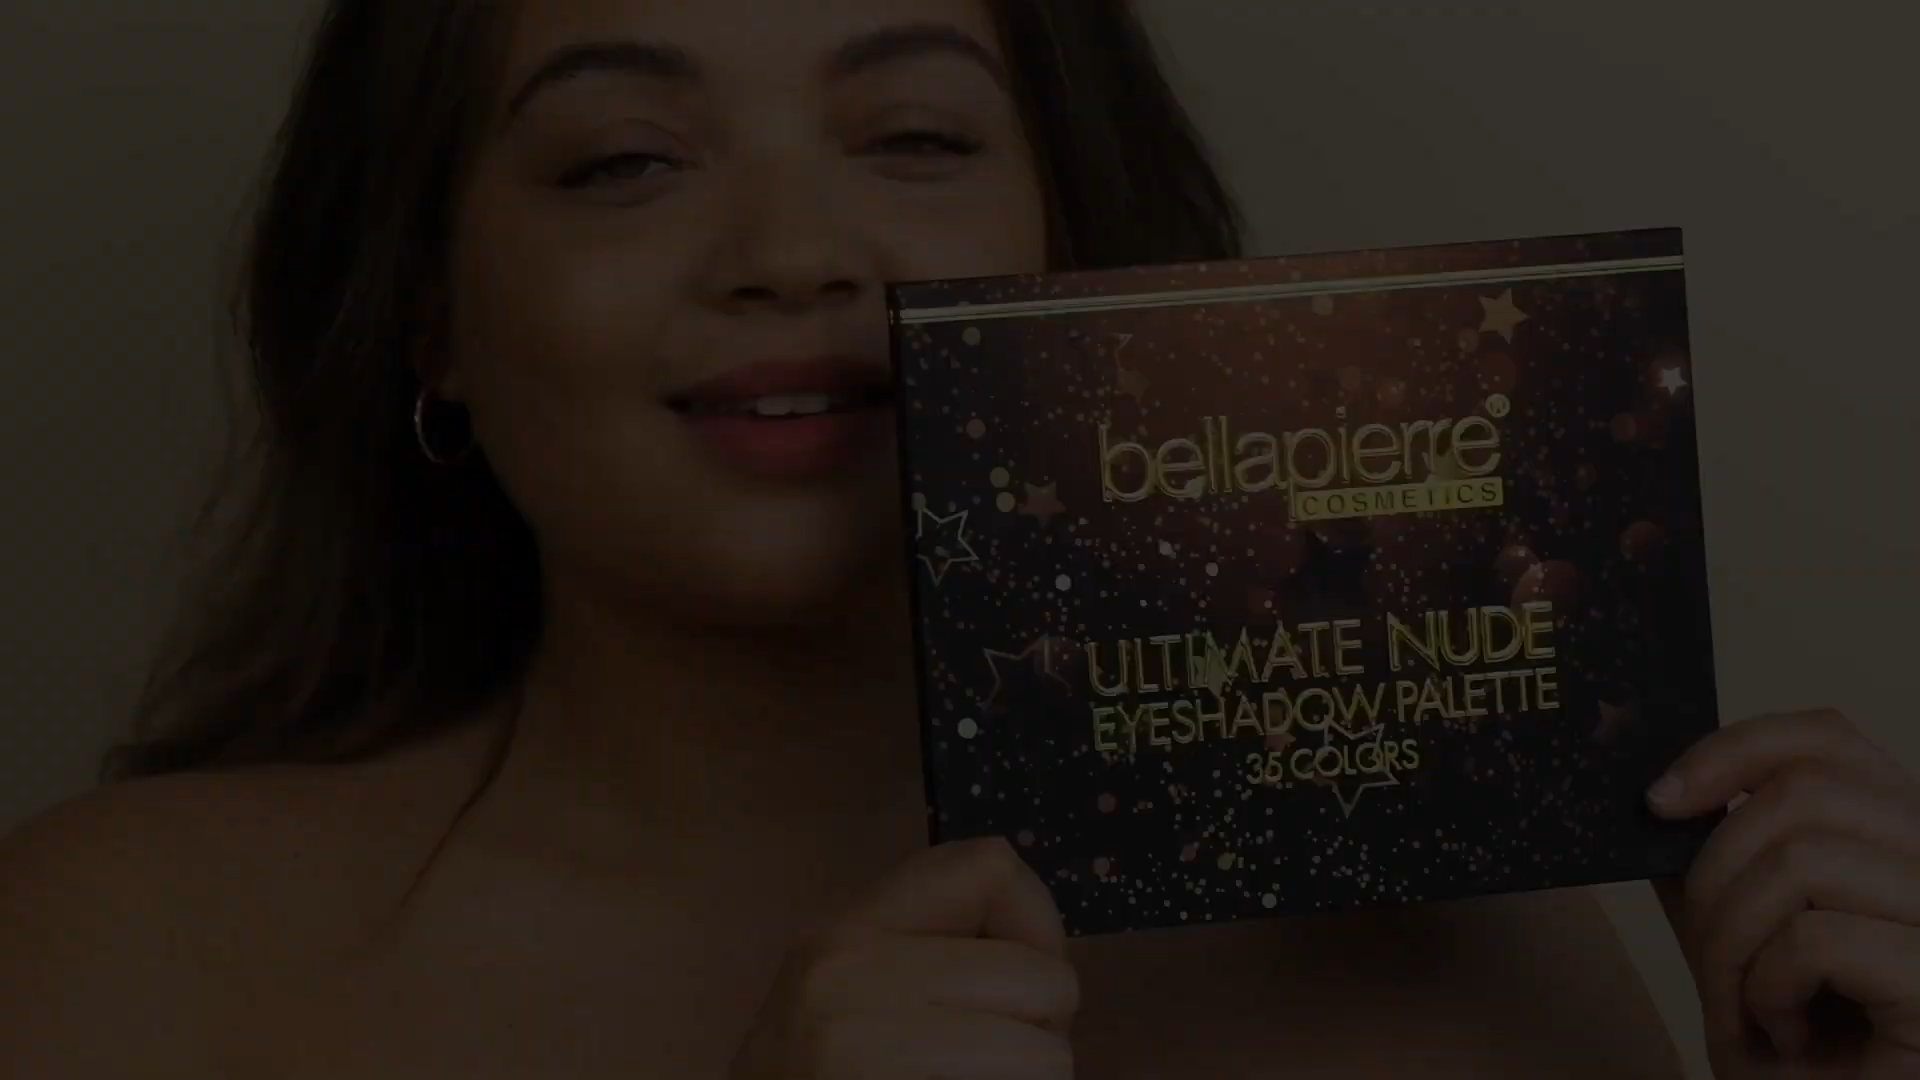 bellapierre®
COSMETICS
ULTIMATE NUDE
EYESHADOW PALETTE
35 COLORS